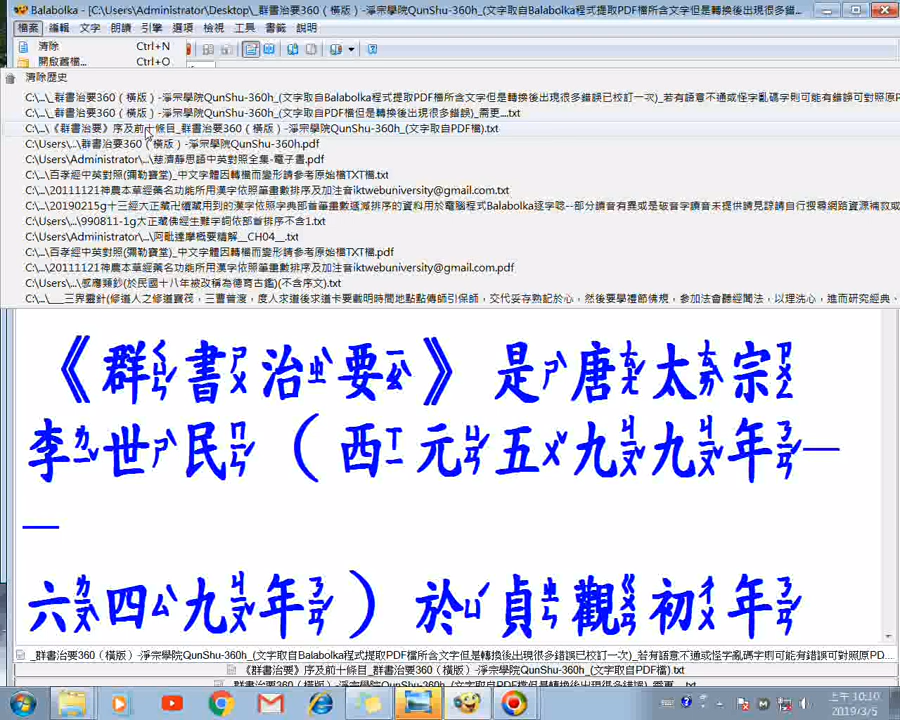 Balabolka - [C:\Users\Administrator\Desktop\_群書治要360（橫版）-淨宗學院QunShu-360h_(文字取自Balabolka程式提取PDF檔所含文字但是轉換後出現很多錯...
檔案 編輯 文字 朗讀 引擎 選項 檢視 工具 書籤 說明
清除 Ctrl+N
開啟舊檔... Ctrl+O
清除歷史
C:\...\_群書治要360（橫版）-淨宗學院QunShu-360h_(文字取自Balabolka程式提取PDF檔所含文字但是轉換後出現很多錯誤已校訂一次)_若有語意不通或怪字亂碼字則可能有錯誤可對照原P
C:\...\_群書治要360（橫版）-淨宗學院QunShu-360h_(文字取自Balabolka程式提取PDF檔但是轉換後出現很多錯誤)_需更....txt
C:\...\《群書治要》序及前十條目_群書治要360（橫版）-淨宗學院QunShu-360h_(文字取自PDF檔).txt
C:\Users\...\群書治要360（橫版）-淨宗學院QunShu-360h.pdf
C:\Users\Administrator\...\慈濟靜思語中英對照全集-電子書.pdf
C:\...\百孝經中英對照(彌勒寶堂)_中文字體因轉檔而變形請參考原始檔TXT檔.txt
C:\...\20111121神農本草經藥名功能所用漢字依照筆畫數排序及加注音iktwebuniversity@gmail.com.txt
C:\...\20190215g十三經大正藏卍續藏用到的漢字依照字典部首筆畫數遞減排序的資料用於電腦程式Balabolka逐字唸--部分讀音有異或是破音字讀音未提供請見諒請自行搜尋網路資源補救或
C:\Users\...\990811-1g大正藏佛經生難字詞依部首排序不含1.txt
C:\Users\Administrator\...\阿毗達摩概要精解__CH04__.txt
C:\...\百孝經中英對照(彌勒寶堂)_中文字體因轉檔而變形請參考原始檔TXT檔.pdf
C:\...\20111121神農本草經藥名功能所用漢字依照筆畫數排序及加注音iktwebuniversity@gmail.com.pdf
C:\Users\...\感應類鈔(於民國十八年被改稱為德育古鑑)(不含序文).txt
C:\...\___三界靈針(修道人之修道寶筏，三曹普渡，度人求道後求道卡要載明時間地點點傳師引保師，交代妥存熟記於心，然後要學禮節佛規，參加法會聽經聞法，以理洗心，進而研究經典、
《群書治要》是唐太宗
李世民（西元五九九年—
—
六四九年）於貞觀初年
_群書治要360（橫版）-淨宗學院QunShu-360h_(文字取自Balabolka程式提取PDF檔所含文字但是轉換後出現很多錯誤已校訂一次)_若有語意不通或怪字亂碼字則可能有錯誤可對照原PD...
《群書治要》序及前十條目_群書治要360（橫版）-淨宗學院QunShu-360h_(文字取自PDF檔).txt
上午 10:10
2019/3/5